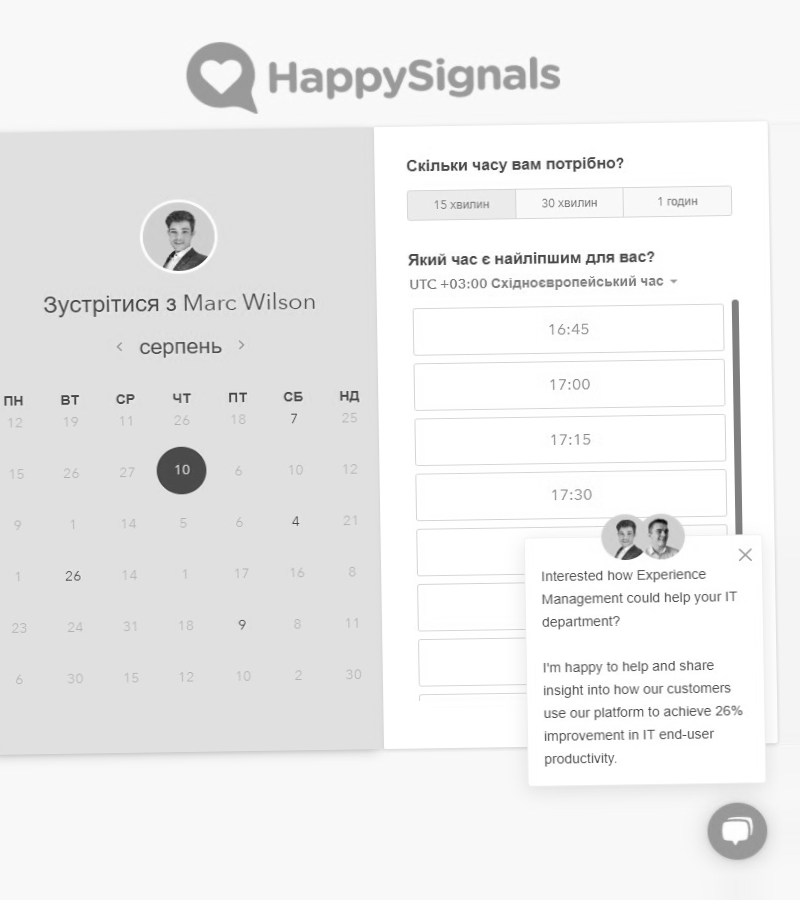 HappySignals
Зустрітися з Marc Wilson
серпень
ПН ВТ СР ЧТ ПТ СБ НД
12 19 11 26 18 7 25
15 26 27 10 6 10 12
9 1 14 5 6 4 21
1 26 14 1 17 16 8
23 24 31 18 9 8 11
6 30 15 12 10 2 30
Скільки часу вам потрібно?
15 хвилин 30 хвилин 1 годин
Який час є найліпшим для вас?
UTC +03:00 Східноєвропейський час
16:45
17:00
17:15
17:30
Interested how Experience
Management could help your IT
department?
I'm happy to help and share
insight into how our customers
use our platform to achieve 26%
improvement in IT end-user
productivity.